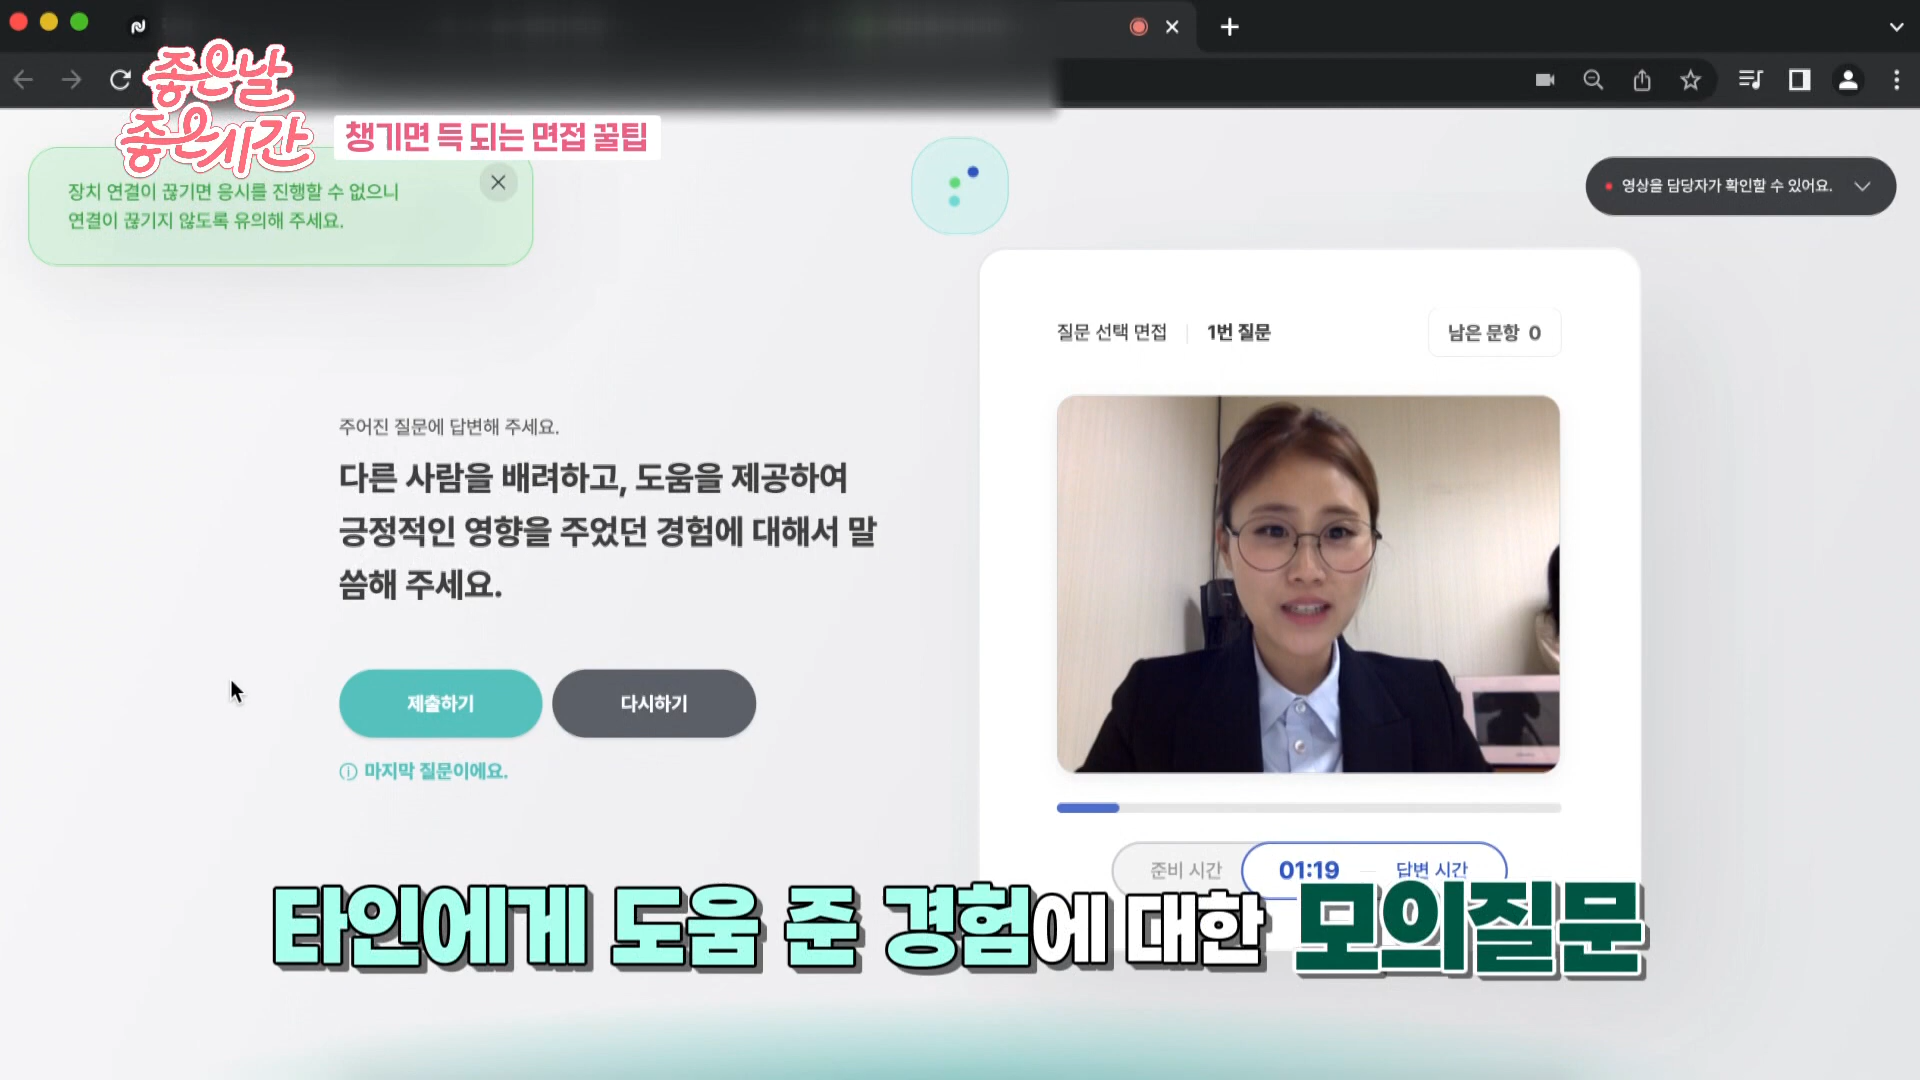 좋은날
좋은시간
챙기면 득 되는 면접 꿀팁
장치 연결이 끊기면 응시를 진행할 수 없으니
연결이 끊기지 않도록 유의해 주세요.
영상을 담당자가 확인할 수 있어요.
질문 선택 면접 1번 질문 남은 문항 0
주어진 질문에 답변해 주세요.
다른 사람을 배려하고, 도움을 제공하여
긍정적인 영향을 주었던 경험에 대해서 말
씀해 주세요.
제출하기 다시하기
마지막 질문이에요.
준비 시간 01:19 답변 시간
타인에게 도움 준 경험에 대한 모의질문